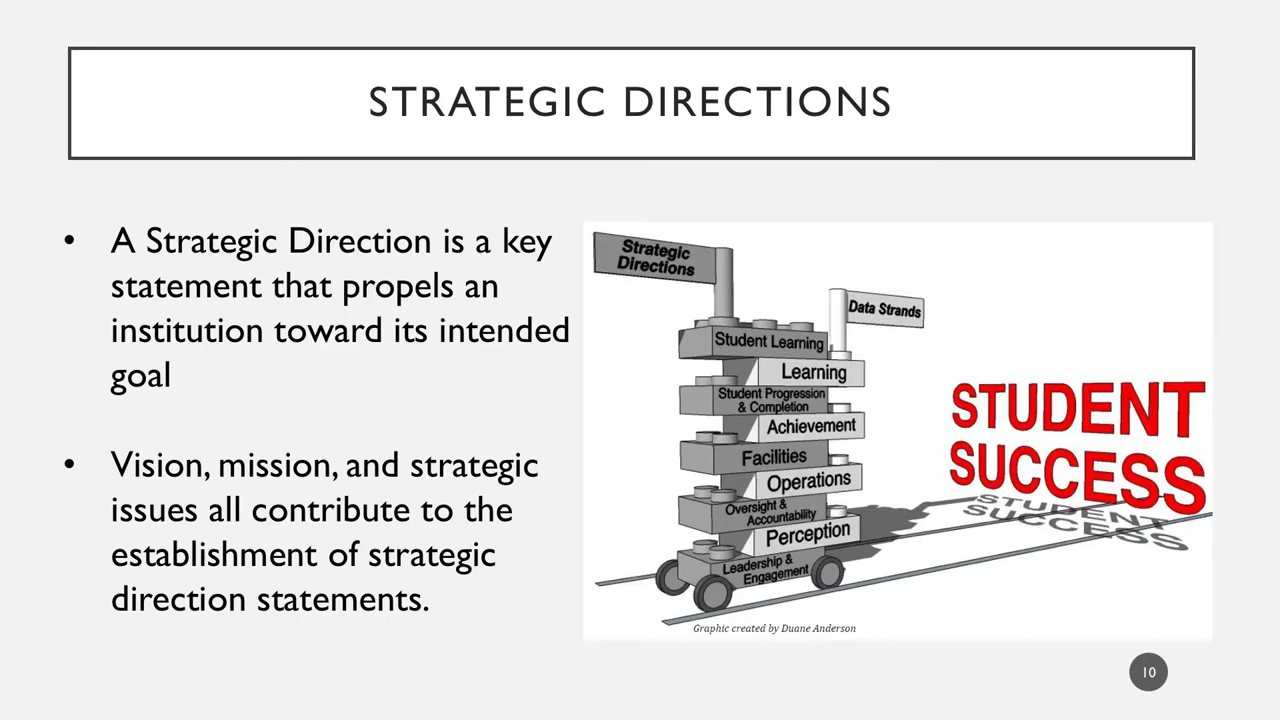 STRATEGIC DIRECTIONS
• A Strategic Direction is a key
statement that propels an
institution toward its intended
goal
• Vision, mission, and strategic
issues all contribute to the
establishment of strategic
direction statements.
Strategic
Directions
Data Strands
Student Learning
Learning
Student Progression
& Completion
Achievement
Facilities
Operations
Oversight &
Accountability
Perception
Leadership &
Engagement
STUDENT
SUCCESS
STUDENT
SUCCESS
Graphic created by Duane Anderson
10